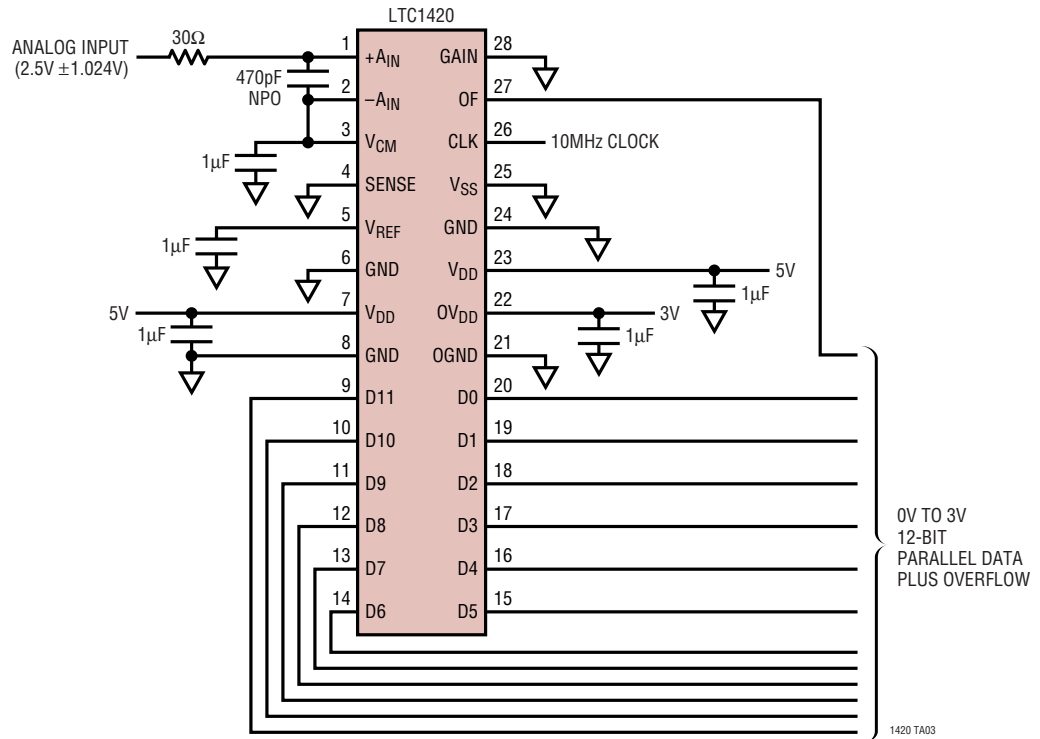 LTC1420
ANALOG INPUT
(2.5V ±1.024V)
30Ω
470pF
NPO
1 +AIN
2 –AIN
3 VCM
1µF
4 SENSE
5 VREF
1µF
6 GND
5V
7 VDD
1µF
8 GND
9 D11
10 D10
11 D9
12 D8
13 D7
14 D6
GAIN 28
OF 27
CLK 26 10MHz CLOCK
VSS 25
GND 24
VDD 23 5V
1µF
OVDD 22 3V
1µF
OGND 21
D0 20
D1 19
D2 18
D3 17
D4 16
D5 15
0V TO 3V
12-BIT
PARALLEL DATA
PLUS OVERFLOW
1420 TA03